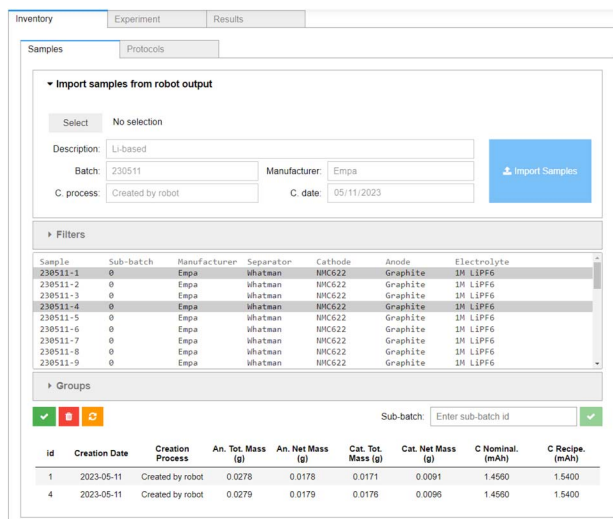 Inventory Experiment Results
Samples Protocols
Import samples from robot output
Select No selection
Description: Li-based
Batch: 230511 Manufacturer: Empa
C. process: Created by robot C. date: 05/11/2023
Import Samples
Filters
Sample Sub-batch Manufacturer Separator Cathode Anode Electrolyte
230511-1 0 Empa Whatman NMC622 Graphite 1M LiPF6
230511-2 0 Empa Whatman NMC622 Graphite 1M LiPF6
230511-3 0 Empa Whatman NMC622 Graphite 1M LiPF6
230511-4 0 Empa Whatman NMC622 Graphite 1M LiPF6
230511-5 0 Empa Whatman NMC622 Graphite 1M LiPF6
230511-6 0 Empa Whatman NMC622 Graphite 1M LiPF6
230511-7 0 Empa Whatman NMC622 Graphite 1M LiPF6
230511-8 0 Empa Whatman NMC622 Graphite 1M LiPF6
230511-9 0 Empa Whatman NMC622 Graphite 1M LiPF6
Groups
Sub-batch: Enter sub-batch id
id Creation Date Creation Process An. Tot. Mass (g) An. Net Mass (g) Cat. Tot. Mass (g) Cat. Net Mass (g) C Nominal. (mAh) C Recipe. (mAh)
1 2023-05-11 Created by robot 0.0278 0.0178 0.0171 0.0091 1.4560 1.5400
4 2023-05-11 Created by robot 0.0279 0.0179 0.0176 0.0096 1.4560 1.5400